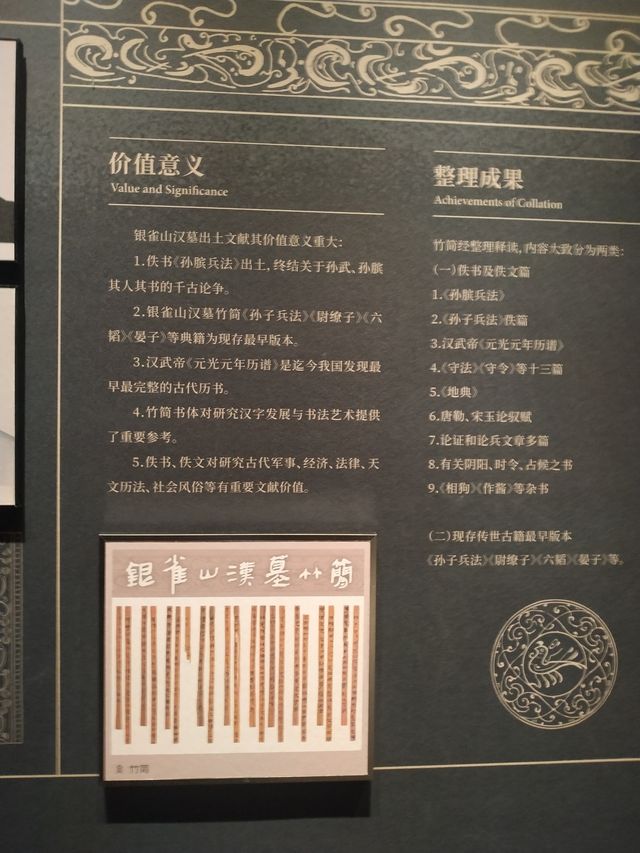 价值意义
Value and Significance
银雀山汉墓出土文献其价值意义重大：
1.佚书《孙膑兵法》出土，终结关于孙武、孙膑
其人其书的千古论争。
2.银雀山汉墓竹简《孙子兵法》《尉缭子》《六
韬》《晏子》等典籍为现存最早版本。
3.汉武帝《元光元年历谱》是迄今我国发现最
早最完整的古代历书。
4.竹简书体对研究汉字发展与书法艺术提供
了重要参考。
5.佚书、佚文对研究古代军事、经济、法律、天
文历法、社会风俗等有重要文献价值。
銀雀山漢墓竹簡
竹简
整理成果
Achievements of Collation
竹简经整理释读，内容大致分为两类：
（一）佚书及佚文篇
1.《孙膑兵法》
2.《孙子兵法》佚篇
3.汉武帝《元光元年历谱》
4.《守法》《守令》等十三篇
5.《地典》
6.唐勒、宋玉论驭赋
7.论证和论兵文章多篇
8.有关阴阳、时令、占候之书
9.《相狗》《作酱》等杂书
（二）现存传世古籍最早版本
《孙子兵法》《尉缭子》《六韬》《晏子》等。